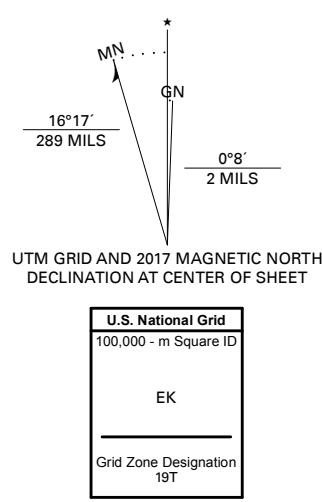 ★
MN
GN
16°17´
289 MILS
0°8´
2 MILS
UTM GRID AND 2017 MAGNETIC NORTH
DECLINATION AT CENTER OF SHEET
U.S. National Grid
100,000 - m Square ID
EK
Grid Zone Designation
19T